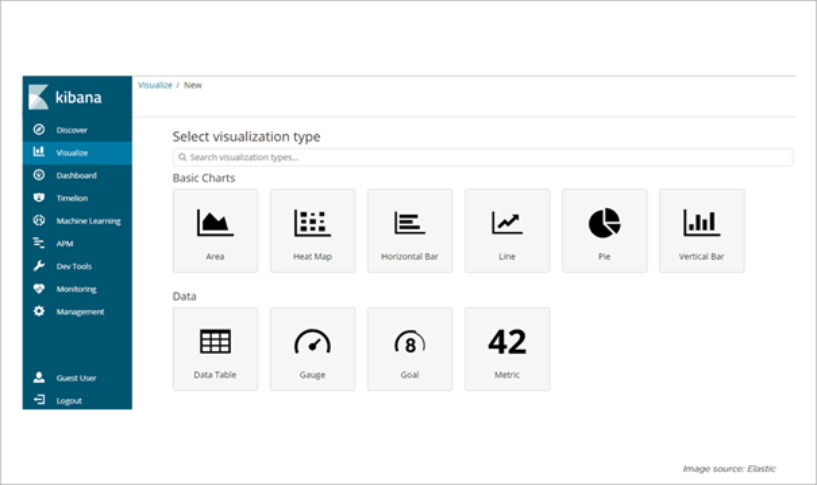 kibana
Discover
Visualize
Dashboard
Timelion
Machine Learning
APM
Dev Tools
Monitoring
Management
Guest User
Logout
Visualize / New
Select visualization type
Search visualization types...
Basic Charts
Area
Heat Map
Horizontal Bar
Line
Pie
Vertical Bar
Data
Data Table
Gauge
8
Goal
42
Metric
Image source: Elastic